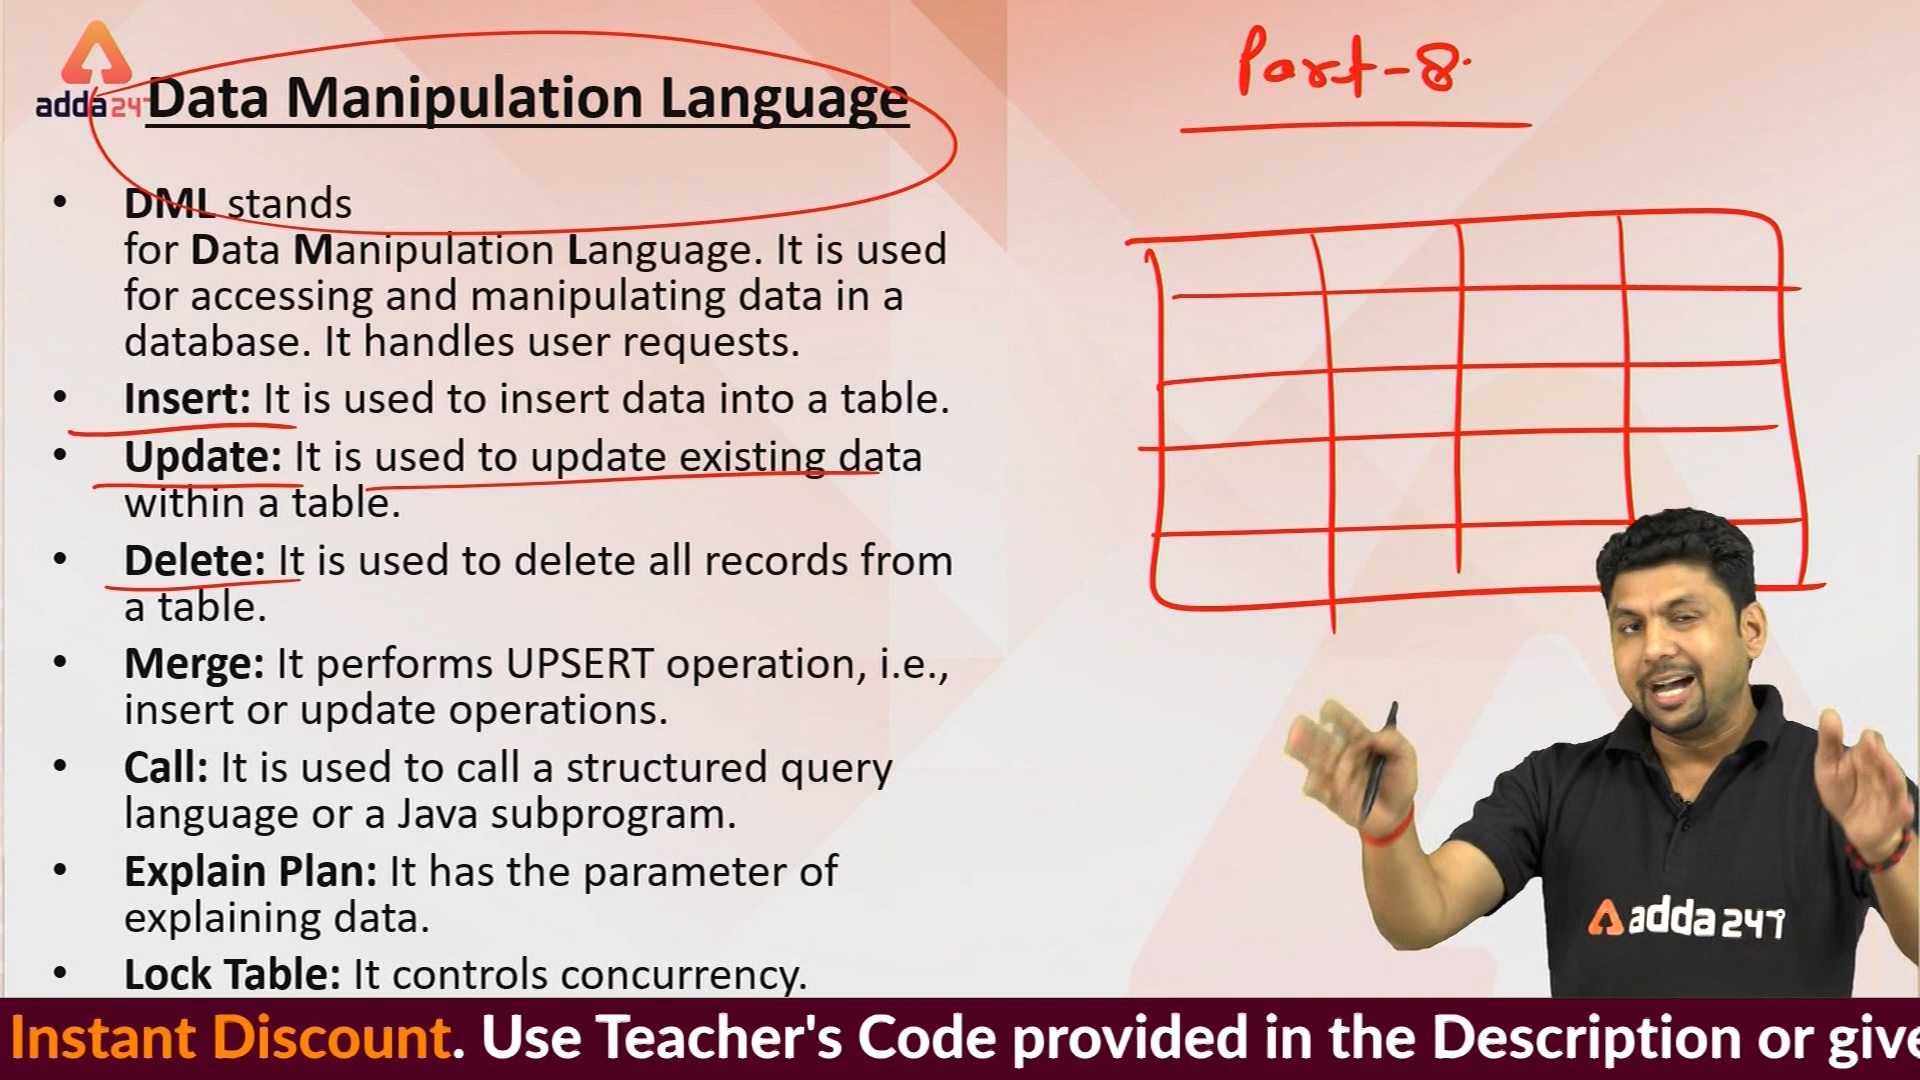 adda 247
Data Manipulation Language
Part-8
• DML stands
for Data Manipulation Language. It is used
for accessing and manipulating data in a
database. It handles user requests.
• Insert: It is used to insert data into a table.
• Update: It is used to update existing data
within a table.
• Delete: It is used to delete all records from
a table.
• Merge: It performs UPSERT operation, i.e.,
insert or update operations.
• Call: It is used to call a structured query
language or a Java subprogram.
• Explain Plan: It has the parameter of
explaining data.
• Lock Table: It controls concurrency.
adda 247
Instant Discount. Use Teacher's Code provided in the Description or give